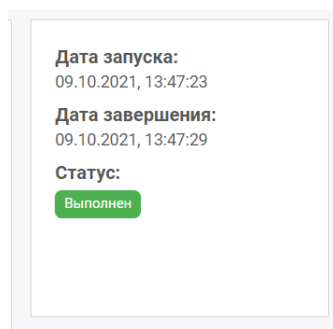 Дата запуска:
09.10.2021, 13:47:23
Дата завершения:
09.10.2021, 13:47:29
Статус:
Выполнен